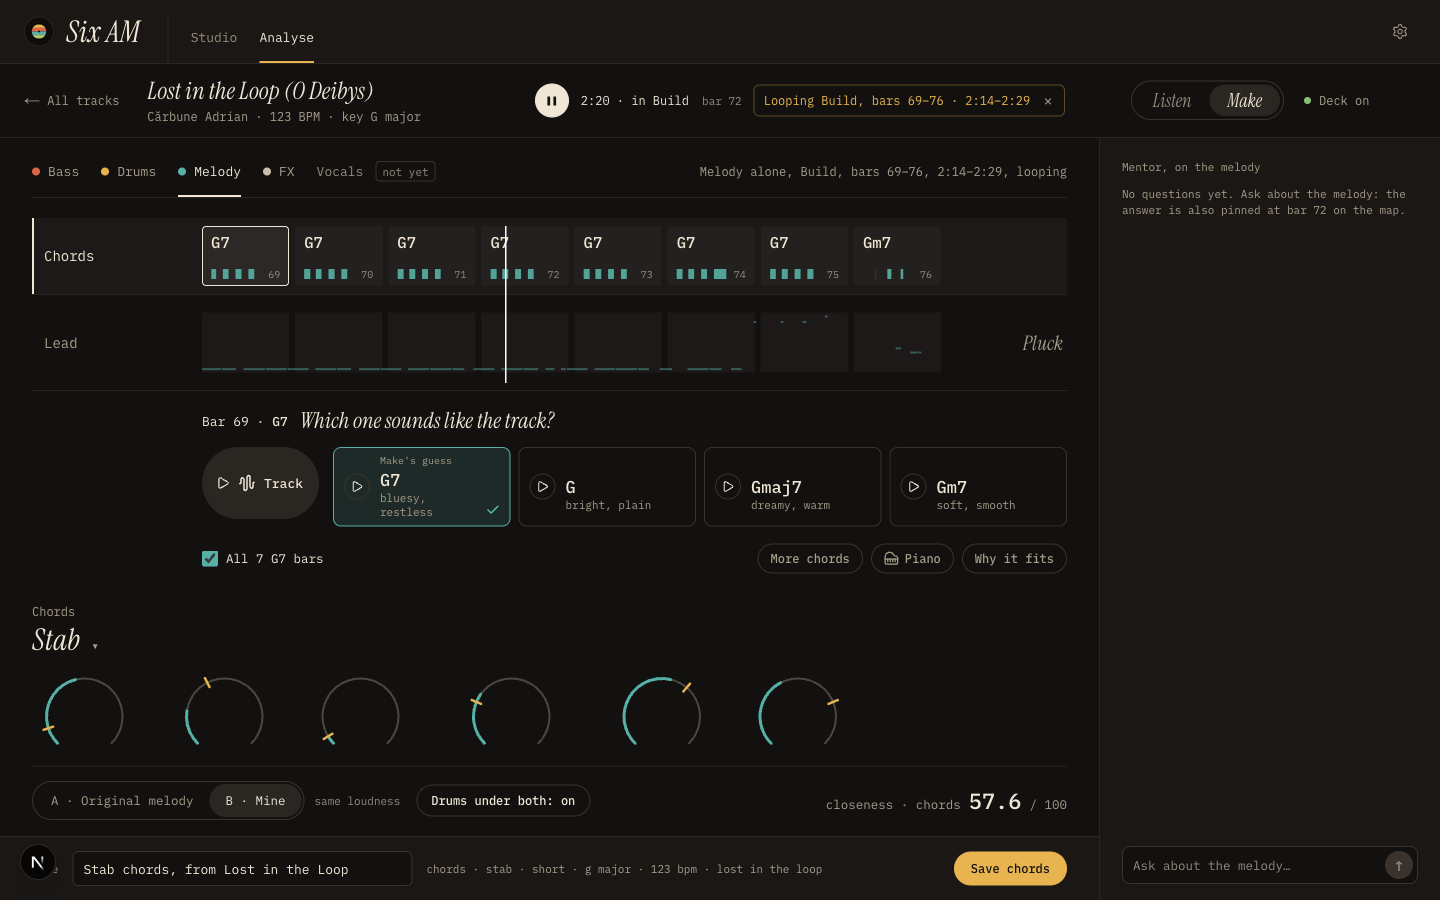 Six AM
Studio
Analyse
← All tracks
Lost in the Loop (O Deibys)
Cărbune Adrian · 123 BPM · key G major
2:20 · in Build
bar 72
Looping Build, bars 69–76 · 2:14–2:29 ×
Listen
Make
Deck on
Bass
Drums
Melody
FX
Vocals
not yet
Melody alone, Build, bars 69–76, 2:14–2:29, looping
Chords
G7
69
G7
70
G7
71
G7
72
G7
73
G7
74
G7
75
Gm7
76
Lead
Pluck
Bar 69 · G7
Which one sounds like the track?
Track
Make's guess
G7
bluesy,
restless
G
bright, plain
Gmaj7
dreamy, warm
Gm7
soft, smooth
All 7 G7 bars
More chords
Piano
Why it fits
Chords
Stab
A · Original melody
B · Mine
same loudness
Drums under both: on
closeness · chords 57.6 / 100
N
Stab chords, from Lost in the Loop
chords · stab · short · g major · 123 bpm · lost in the loop
Save chords
Mentor, on the melody
No questions yet. Ask about the melody: the
answer is also pinned at bar 72 on the map.
Ask about the melody…
↑